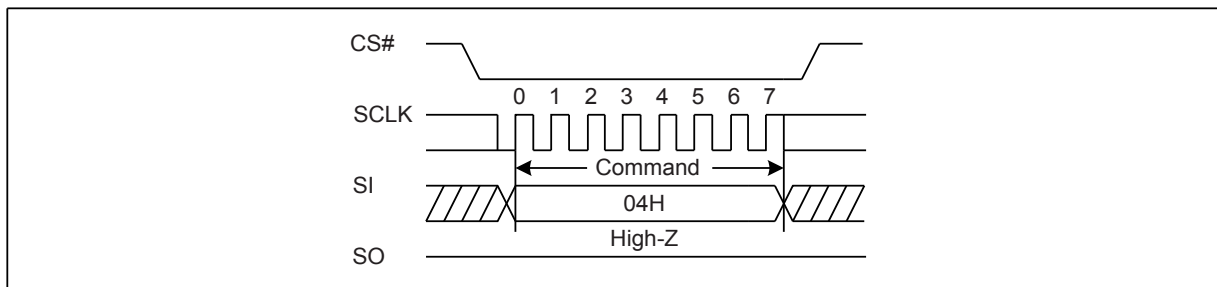 CS#
0 1 2 3 4 5 6 7
SCLK
Command
SI
04H
High-Z
SO